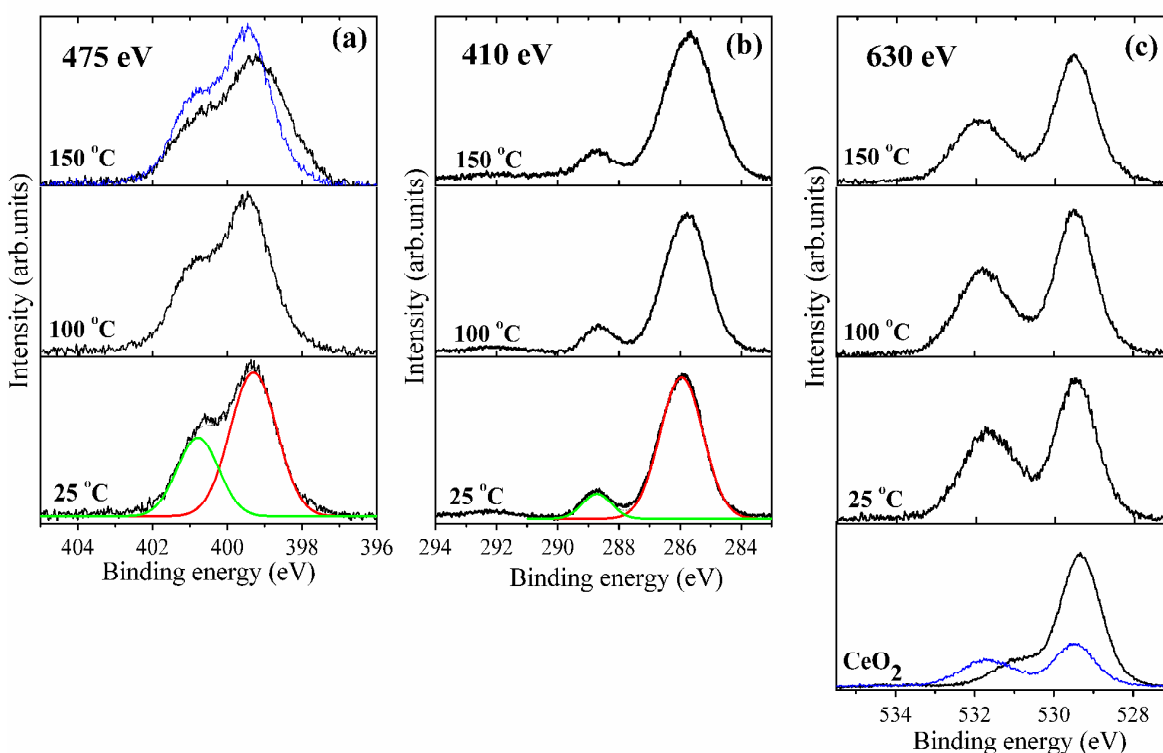 475 eV
(a)
150 °C
100 °C
25 °C
404 402 400 398 396
Binding energy (eV)
Intensity (arb.units)
410 eV
(b)
150 °C
100 °C
25 °C
294 292 290 288 286 284
Binding energy (eV)
Intensity (arb.units)
630 eV
(c)
150 °C
100 °C
25 °C
CeO2
534 532 530 528
Binding energy (eV)
Intensity (arb.units)